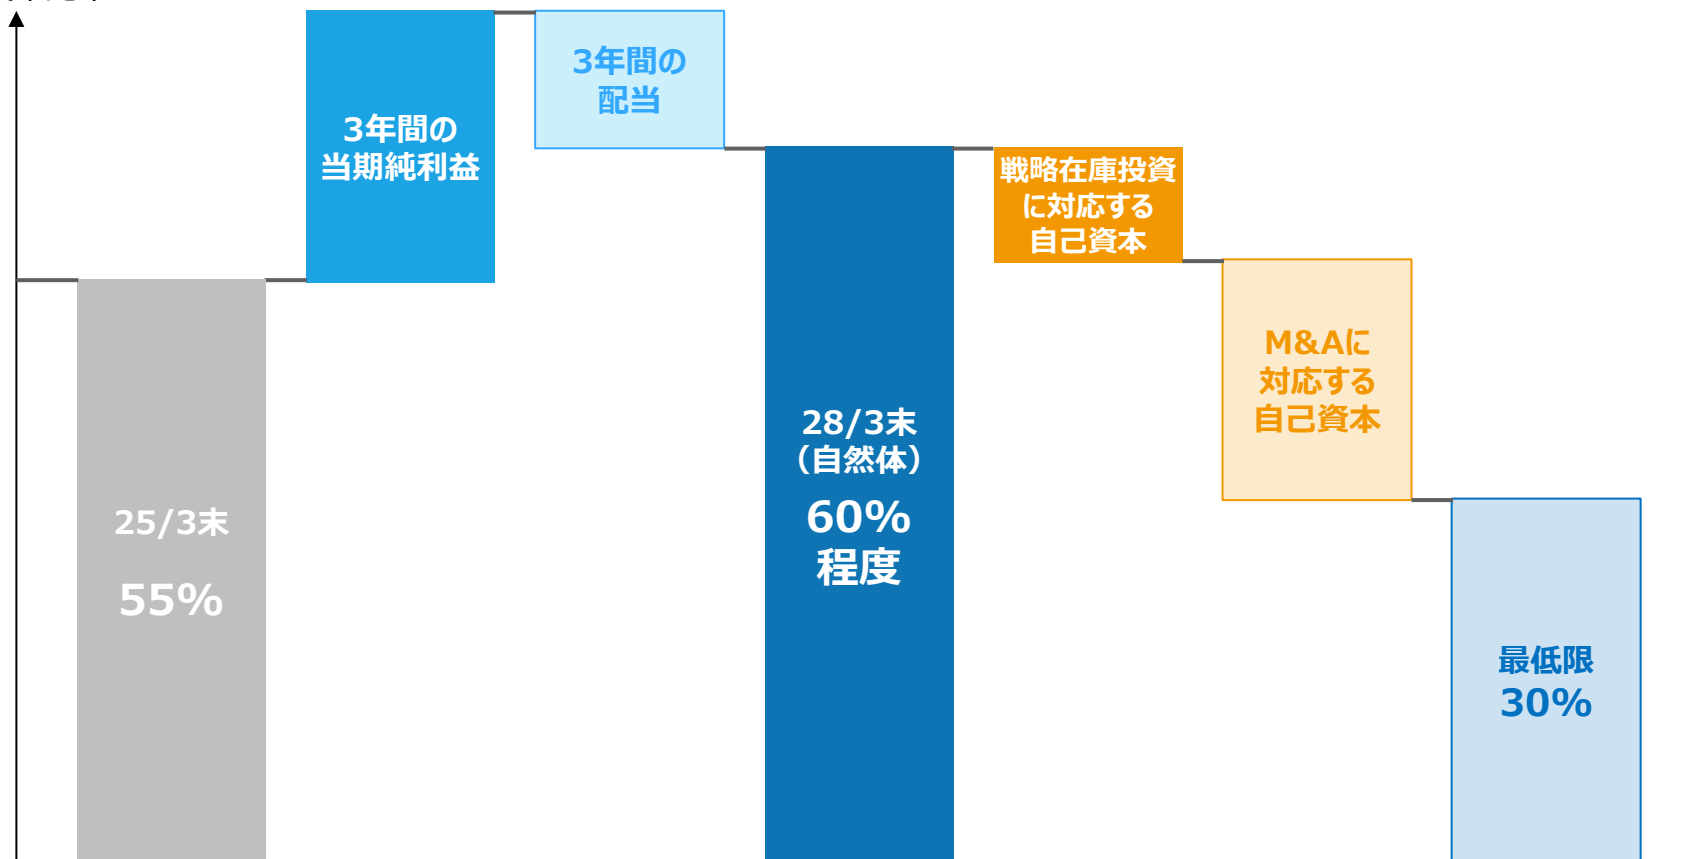 3年間の
当期純利益
3年間の
配当
戦略在庫投資
に対応する
自己資本
M&Aに
対応する
自己資本
28/3末
（自然体）
60%
程度
25/3末
55%
最低限
30%